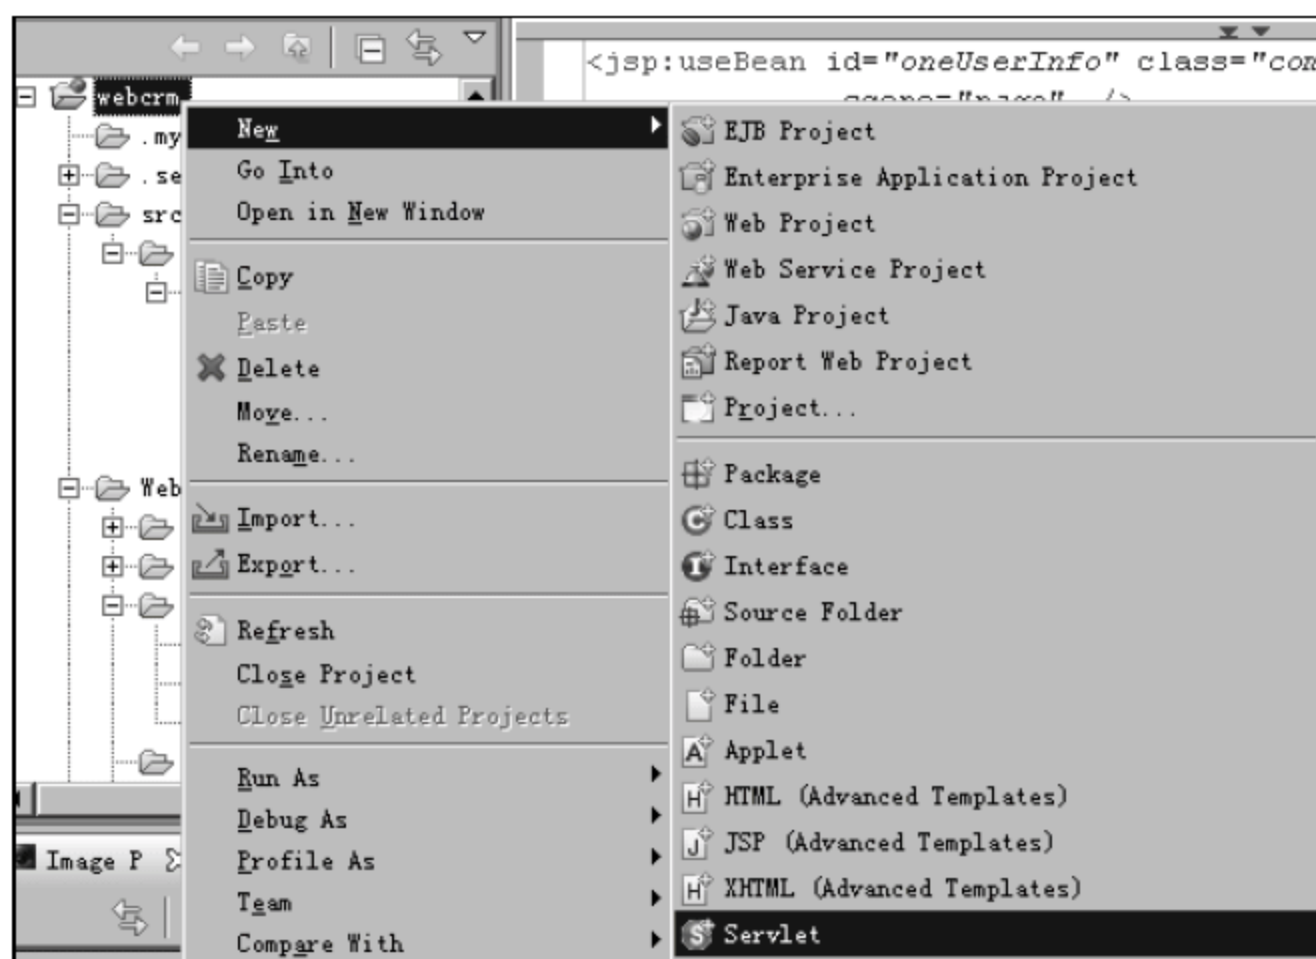 <jsp:useBean id="oneUserInfo" class="com
scope="page" />
webcrm
.my
.se
src
Web
Image P
New
Go Into
Open in New Window
Copy
Paste
Delete
Move...
Rename...
Import...
Export...
Refresh
Close Project
Close Unrelated Projects
Run As
Debug As
Profile As
Team
Compare With
EJB Project
Enterprise Application Project
Web Project
Web Service Project
Java Project
Report Web Project
Project...
Package
Class
Interface
Source Folder
Folder
File
Applet
HTML (Advanced Templates)
JSP (Advanced Templates)
XHTML (Advanced Templates)
Servlet